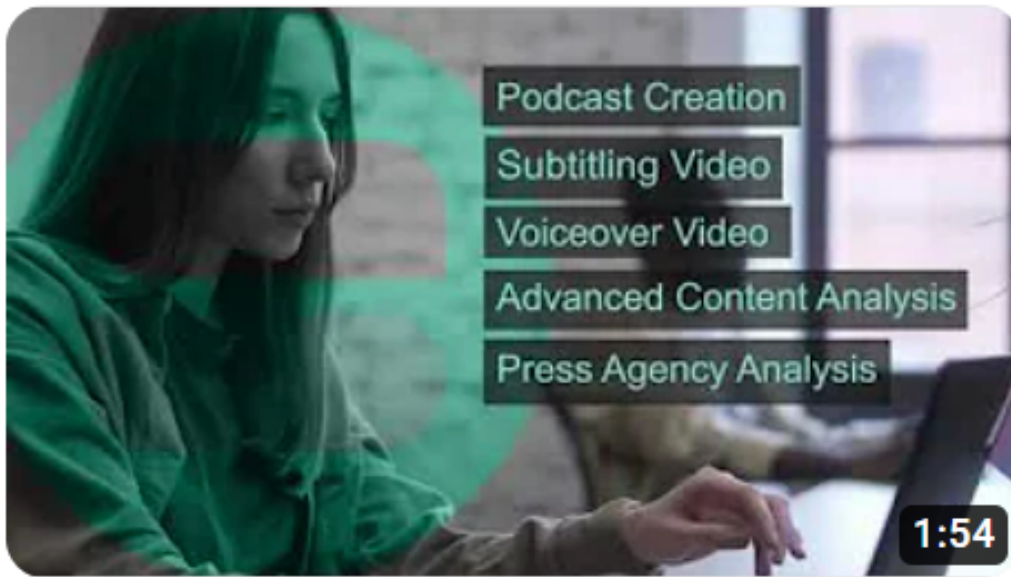 Podcast Creation
Subtitling Video
Voiceover Video
Advanced Content Analysis
Press Agency Analysis
1:54